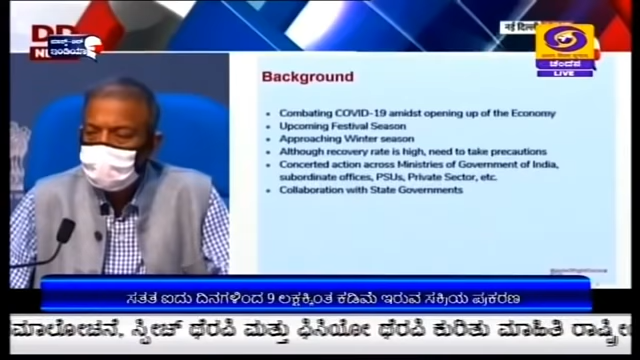 DD
नई दिल्ली
ಇಂಡಿಯಾ
ಚಂದನ
LIVE
Background
• Combating COVID-19 amidst opening up of the Economy
• Upcoming Festival Season
• Approaching Winter season
• Although recovery rate is high, need to take precautions
• Concerted action across Ministries of Government of India,
subordinate offices, PSUs, Private Sector, etc.
• Collaboration with State Governments
ಸತತ ಐದು ದಿನಗಳಿಂದ 9 ಲಕ್ಷಕ್ಕಿಂತ ಕಡಿಮೆ ಇರುವ ಸಕ್ರಿಯ ಪ್ರಕರಣ
ಮಾಲೋಚನೆ, ಸ್ಪೀಚ್ ಥೆರಪಿ ಮತ್ತು ಫಿಸಿಯೋ ಥೆರಪಿ ಕುರಿತು ಮಾಹಿತಿ ರಾಷ್ಟ್ರೀ